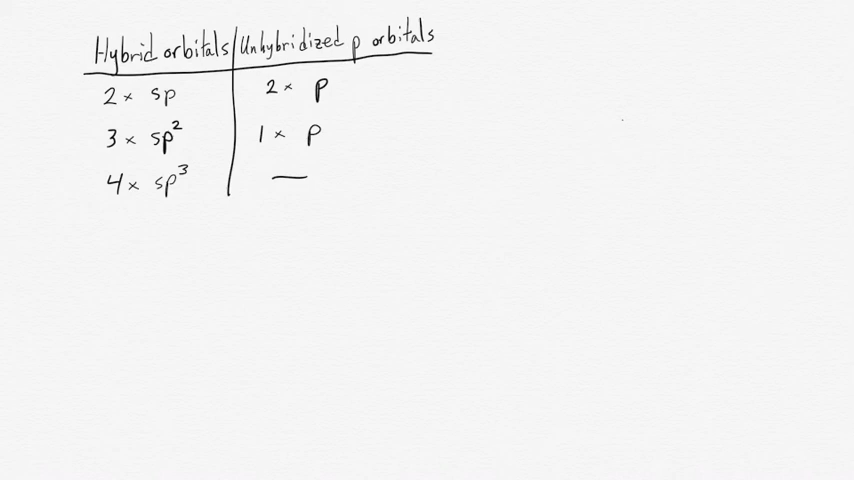 Hybrid orbitals Unhybridized p orbitals
2 × sp 2 × p
3 × sp² 1 × p
4 × sp³ —